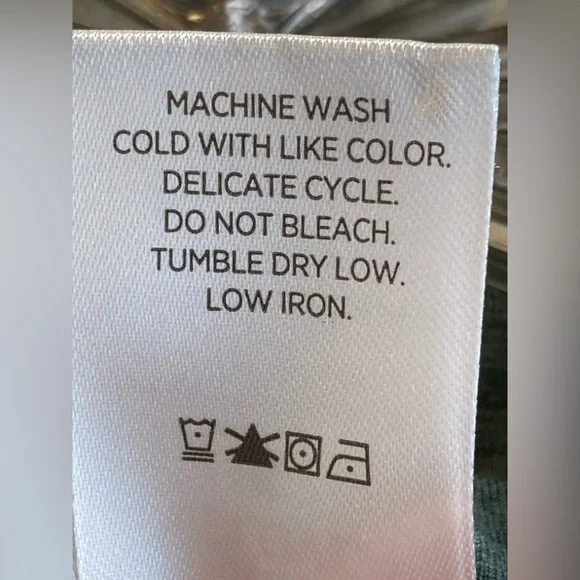 MACHINE WASH
COLD WITH LIKE COLOR.
DELICATE CYCLE.
DO NOT BLEACH.
TUMBLE DRY LOW.
LOW IRON.